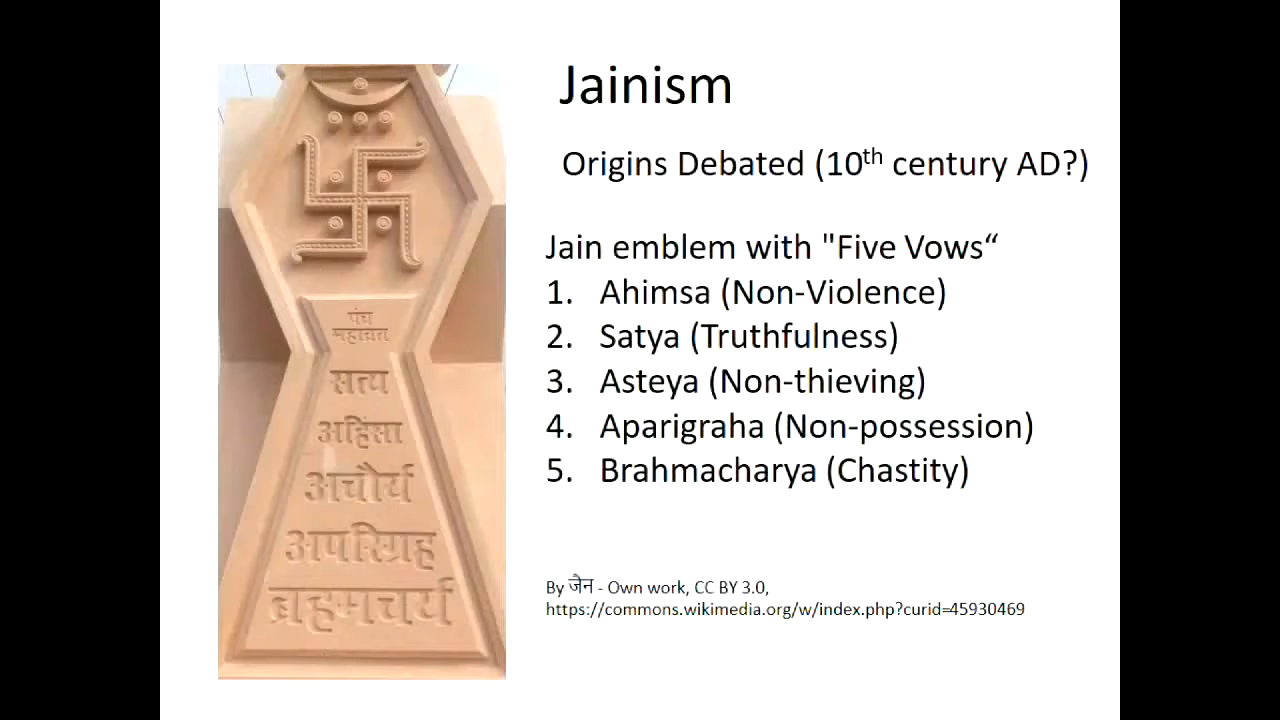 Jainism
Origins Debated (10th century AD?)
Jain emblem with "Five Vows“
1. Ahimsa (Non-Violence)
2. Satya (Truthfulness)
3. Asteya (Non-thieving)
4. Aparigraha (Non-possession)
5. Brahmacharya (Chastity)
By जैन - Own work, CC BY 3.0,
https://commons.wikimedia.org/w/index.php?curid=45930469
पंच
महाव्रत
सत्य
अहिंसा
अचौर्य
अपरिग्रह
ब्रहमचर्य